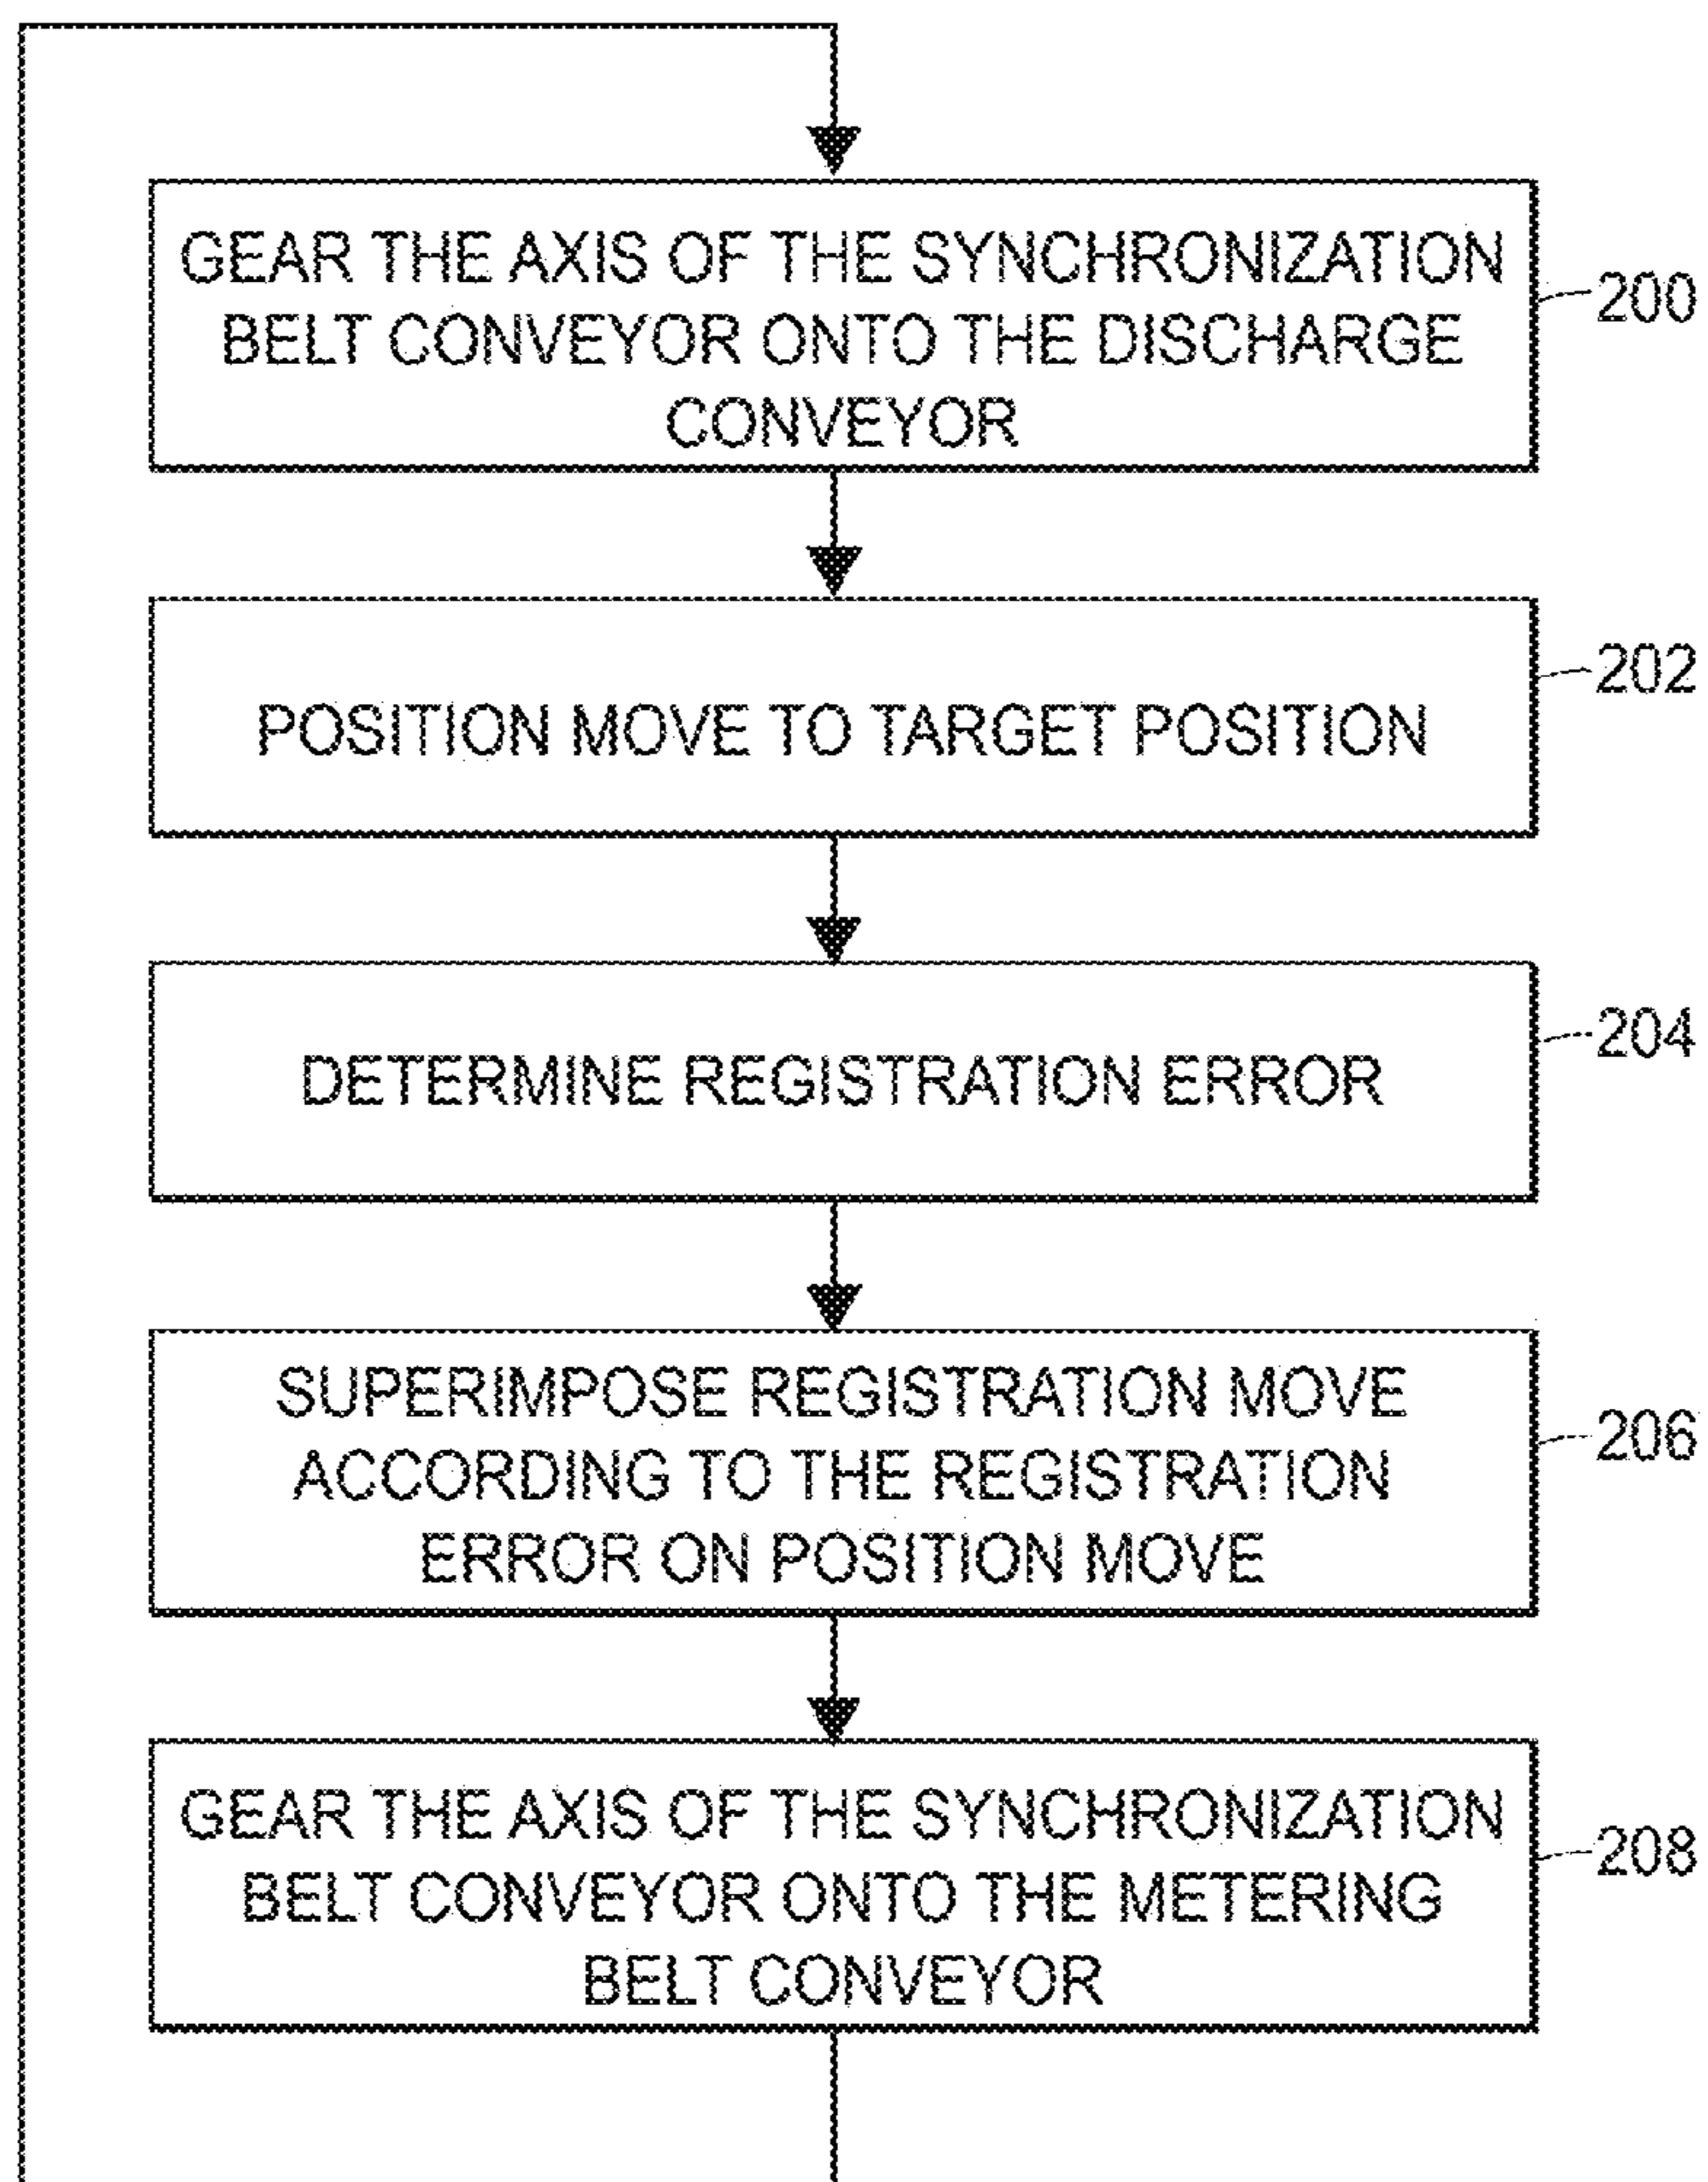 GEAR THE AXIS OF THE SYNCHRONIZATION
BELT CONVEYOR ONTO THE DISCHARGE
CONVEYOR
200
POSITION MOVE TO TARGET POSITION
202
DETERMINE REGISTRATION ERROR
204
SUPERIMPOSE REGISTRATION MOVE
ACCORDING TO THE REGISTRATION
ERROR ON POSITION MOVE
206
GEAR THE AXIS OF THE SYNCHRONIZATION
BELT CONVEYOR ONTO THE METERING
BELT CONVEYOR
208